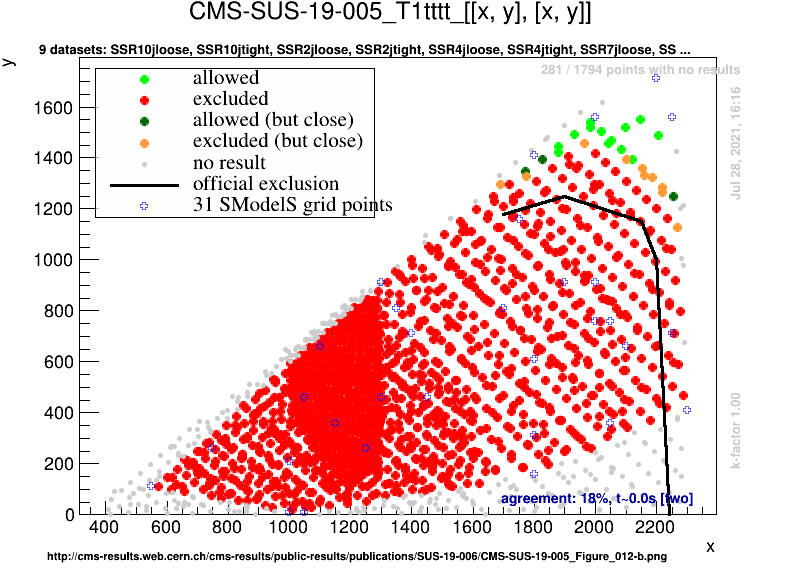 CMS-SUS-19-005_T1tttt_[[x, y], [x, y]]
9 datasets: SSR10jloose, SSR10jtight, SSR2jloose, SSR2jtight, SSR4jloose, SSR4jtight, SSR7jloose, SS ...
y
281 / 1794 points with no results
allowed
excluded
allowed (but close)
excluded (but close)
no result
official exclusion
31 SModelS grid points
Jul 28, 2021, 16:16
k-factor 1.00
1600
1400
1200
1000
800
600
400
200
0
agreement: 18%, t~0.0s [two]
400 600 800 1000 1200 1400 1600 1800 2000 2200
x
http://cms-results.web.cern.ch/cms-results/public-results/publications/SUS-19-006/CMS-SUS-19-005_Figure_012-b.png